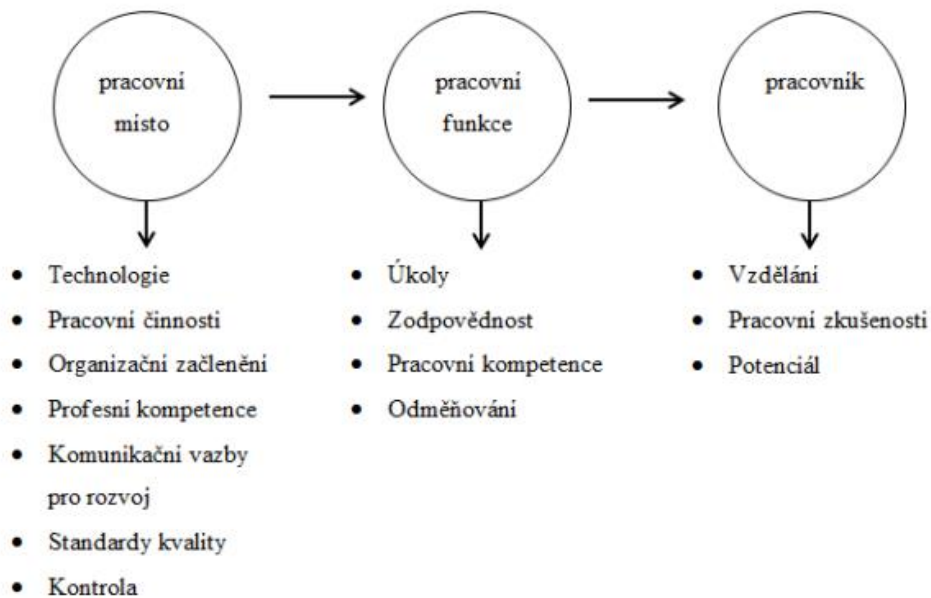 pracovní
místo
pracovní
funkce
pracovník
• Technologie
• Pracovní činnosti
• Organizační začlenění
• Profesní kompetence
• Komunikační vazby
pro rozvoj
• Standardy kvality
• Kontrola
• Úkoly
• Zodpovědnost
• Pracovní kompetence
• Odměňování
• Vzdělání
• Pracovní zkušenosti
• Potenciál